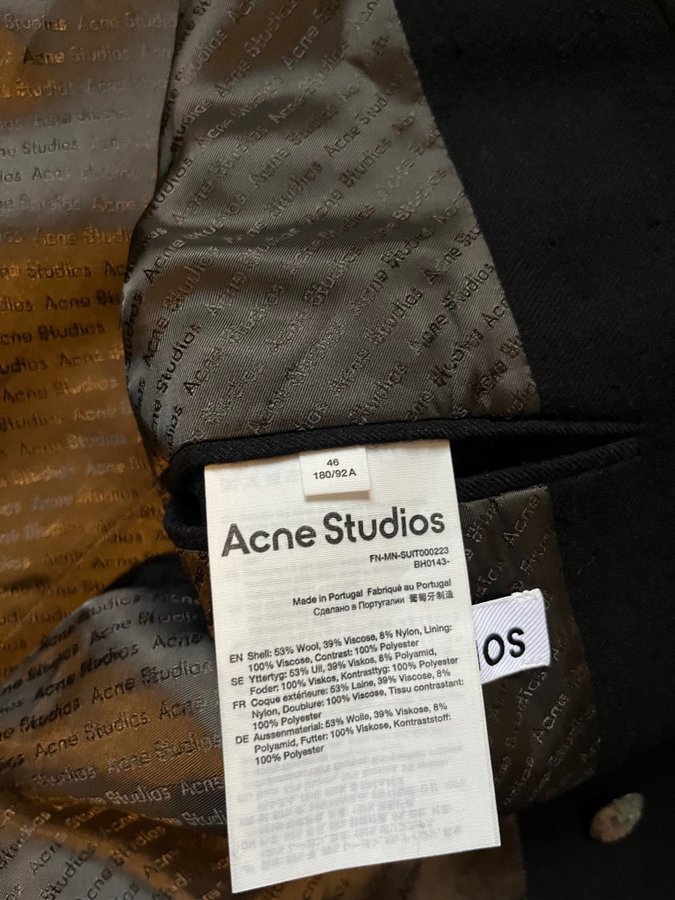 46
180/92A
Acne Studios
FN-MN-SUIT000223
BH0143-
Made in Portugal Fabriqué au Portugal
Сделано в Португалии 葡萄牙制造
EN Shell: 53% Wool, 39% Viscose, 8% Nylon, Lining:
100% Viscose, Contrast: 100% Polyester
SE Yttertyg: 53% Ull, 39% Viskos, 8% Polyamid,
Foder: 100% Viskos, Kontrasttyg: 100% Polyester
FR Coque extérieure: 53% Laine, 39% Viscose, 8%
Nylon, Doublure: 100% Viscose, Tissu contrastant:
100% Polyester
DE Aussenmaterial: 53% Wolle, 39% Viskose, 8%
Polyamid, Futter: 100% Viskose, Kontraststoff:
100% Polyester
Acne Studios